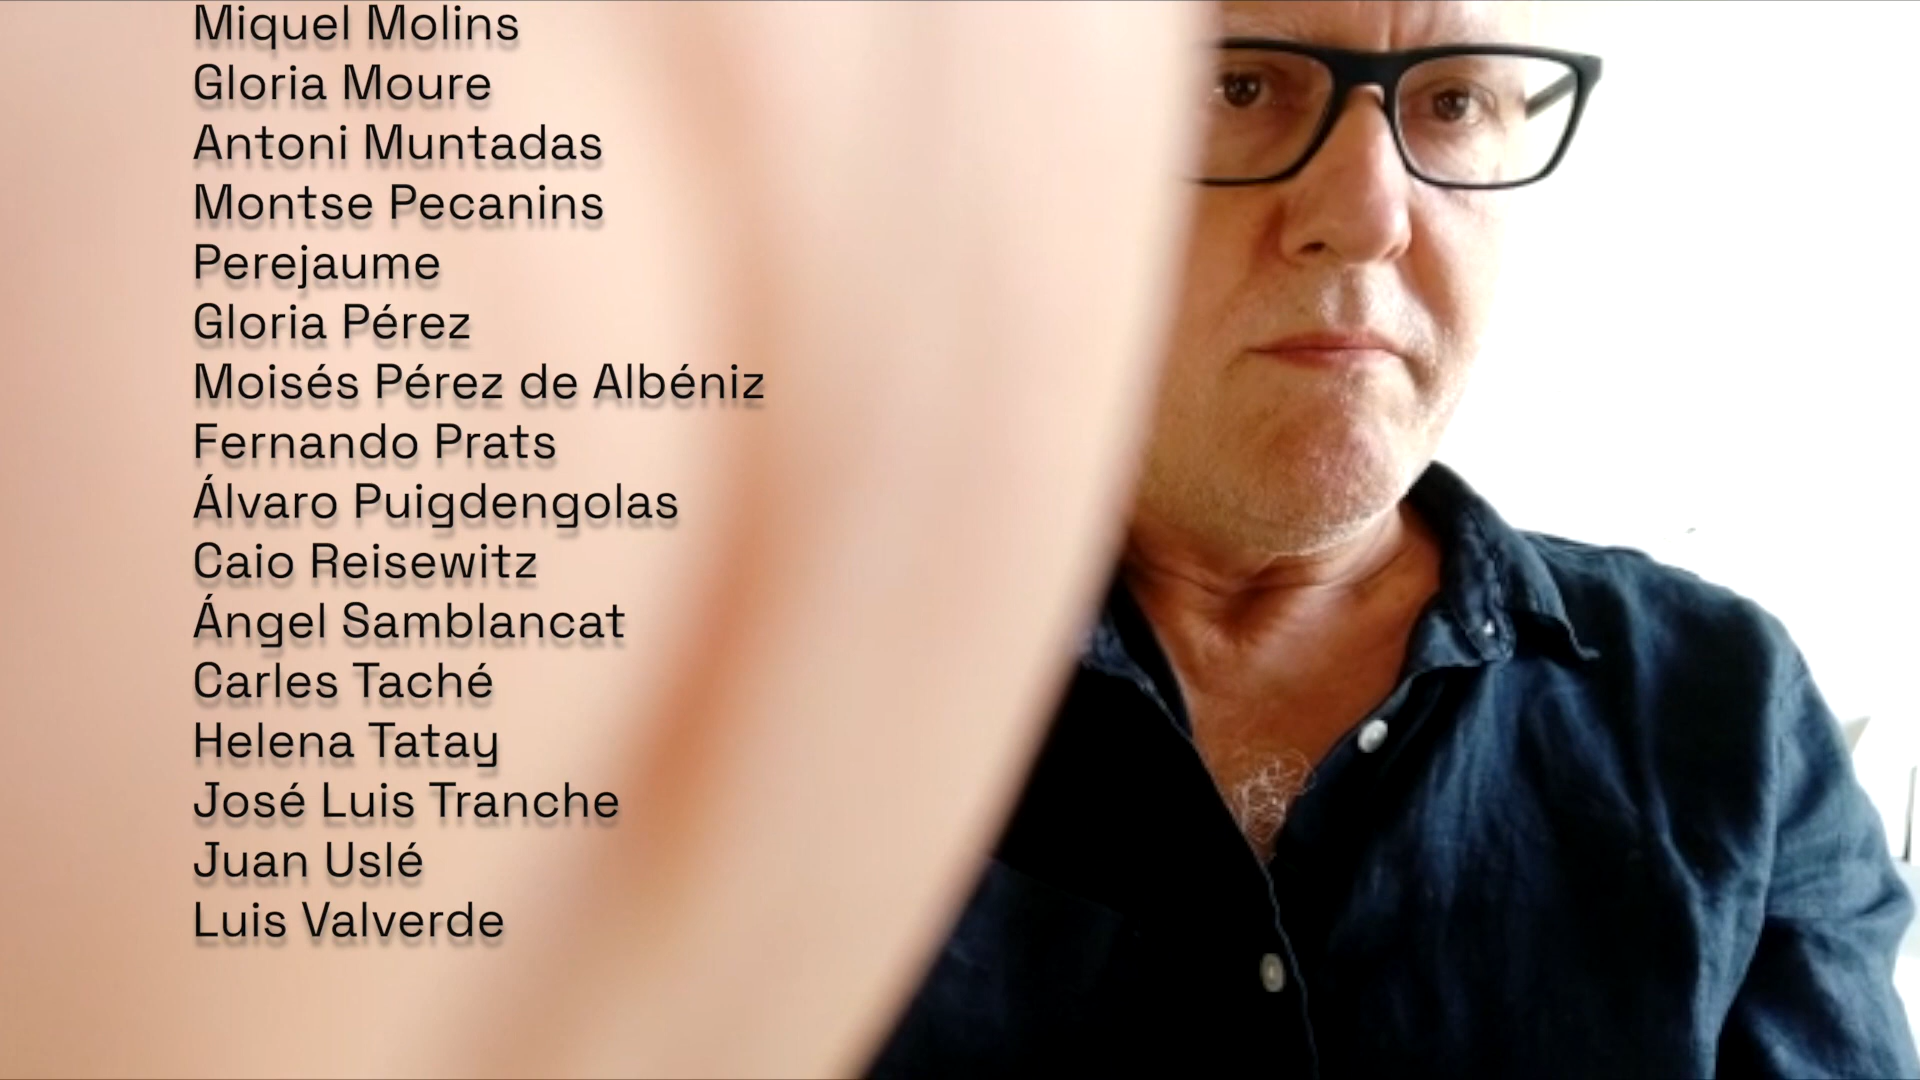 Miquel Molins
Gloria Moure
Antoni Muntadas
Montse Pecanins
Perejaume
Gloria Pérez
Moisés Pérez de Albéniz
Fernando Prats
Álvaro Puigdengolas
Caio Reisewitz
Ángel Samblancat
Carles Taché
Helena Tatay
José Luis Tranche
Juan Uslé
Luis Valverde